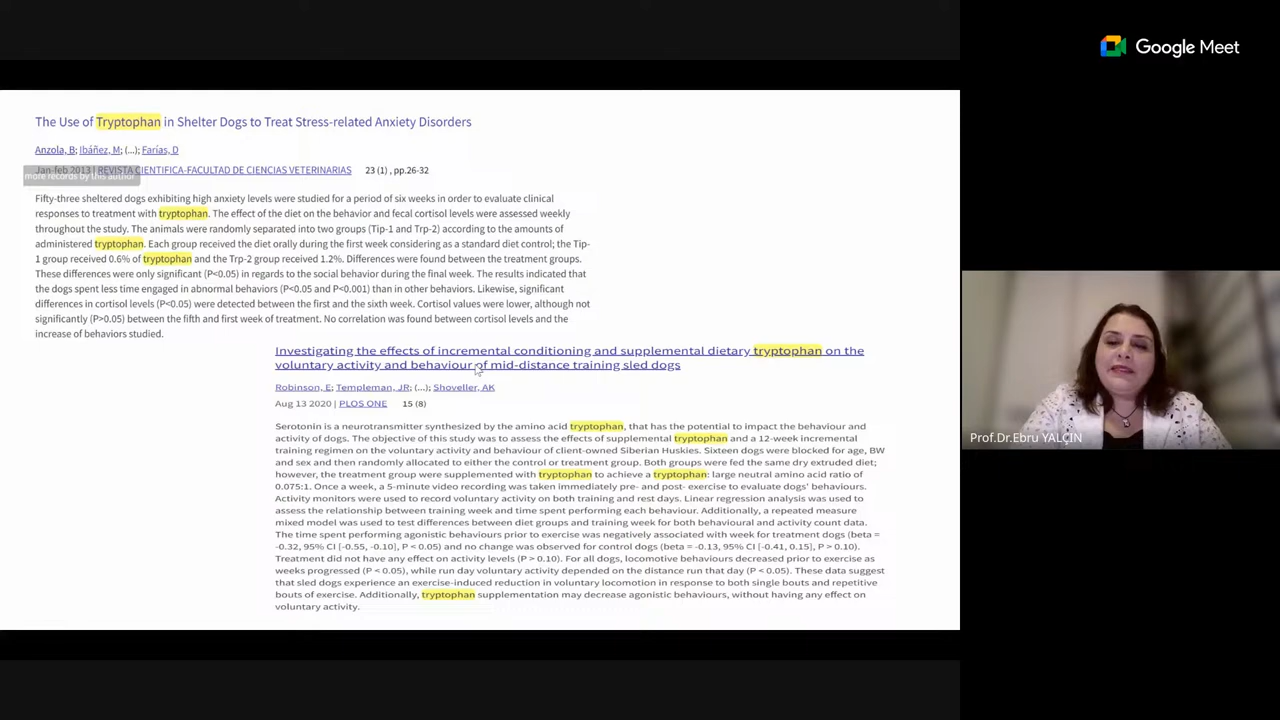 Google Meet
The Use of Tryptophan in Shelter Dogs to Treat Stress-related Anxiety Disorders
Anzola, B; Ibáñez, M; (...); Farías, D
Jan-feb 2013 | REVISTA CIENTIFICA-FACULTAD DE CIENCIAS VETERINARIAS 23 (1) , pp.26-32
more records by this author
Fifty-three sheltered dogs exhibiting high anxiety levels were studied for a period of six weeks in order to evaluate clinical
responses to treatment with tryptophan. The effect of the diet on the behavior and fecal cortisol levels were assessed weekly
throughout the study. The animals were randomly separated into two groups (Tip-1 and Trp-2) according to the amounts of
administered tryptophan. Each group received the diet orally during the first week considering as a standard diet control; the Tip-
1 group received 0.6% of tryptophan and the Trp-2 group received 1.2%. Differences were found between the treatment groups.
These differences were only significant (P<0.05) in regards to the social behavior during the final week. The results indicated that
the dogs spent less time engaged in abnormal behaviors (P<0.05 and P<0.001) than in other behaviors. Likewise, significant
differences in cortisol levels (P<0.05) were detected between the first and the sixth week. Cortisol values were lower, although not
significantly (P>0.05) between the fifth and first week of treatment. No correlation was found between cortisol levels and the
increase of behaviors studied.
Investigating the effects of incremental conditioning and supplemental dietary tryptophan on the
voluntary activity and behaviour of mid-distance training sled dogs
Robinson, E; Templeman, JR; (...); Shoveller, AK
Aug 13 2020 | PLOS ONE 15 (8)
Serotonin is a neurotransmitter synthesized by the amino acid tryptophan, that has the potential to impact the behaviour and
activity of dogs. The objective of this study was to assess the effects of supplemental tryptophan and a 12-week incremental
training regimen on the voluntary activity and behaviour of client-owned Siberian Huskies. Sixteen dogs were blocked for age, BW
and sex and then randomly allocated to either the control or treatment group. Both groups were fed the same dry extruded diet;
however, the treatment group were supplemented with tryptophan to achieve a tryptophan: large neutral amino acid ratio of
0.075:1. Once a week, a 5-minute video recording was taken immediately pre- and post- exercise to evaluate dogs' behaviours.
Activity monitors were used to record voluntary activity on both training and rest days. Linear regression analysis was used to
assess the relationship between training week and time spent performing each behaviour. Additionally, a repeated measure
mixed model was used to test differences between diet groups and training week for both behavioural and activity count data.
The time spent performing agonistic behaviours prior to exercise was negatively associated with week for treatment dogs (beta =
-0.32, 95% CI [-0.55, -0.10], P < 0.05) and no change was observed for control dogs (beta = -0.13, 95% CI [-0.41, 0.15], P > 0.10).
Treatment did not have any effect on activity levels (P > 0.10). For all dogs, locomotive behaviours decreased prior to exercise as
weeks progressed (P < 0.05), while run day voluntary activity depended on the distance run that day (P < 0.05). These data suggest
that sled dogs experience an exercise-induced reduction in voluntary locomotion in response to both single bouts and repetitive
bouts of exercise. Additionally, tryptophan supplementation may decrease agonistic behaviours, without having any effect on
voluntary activity.
Prof.Dr.Ebru YALÇIN